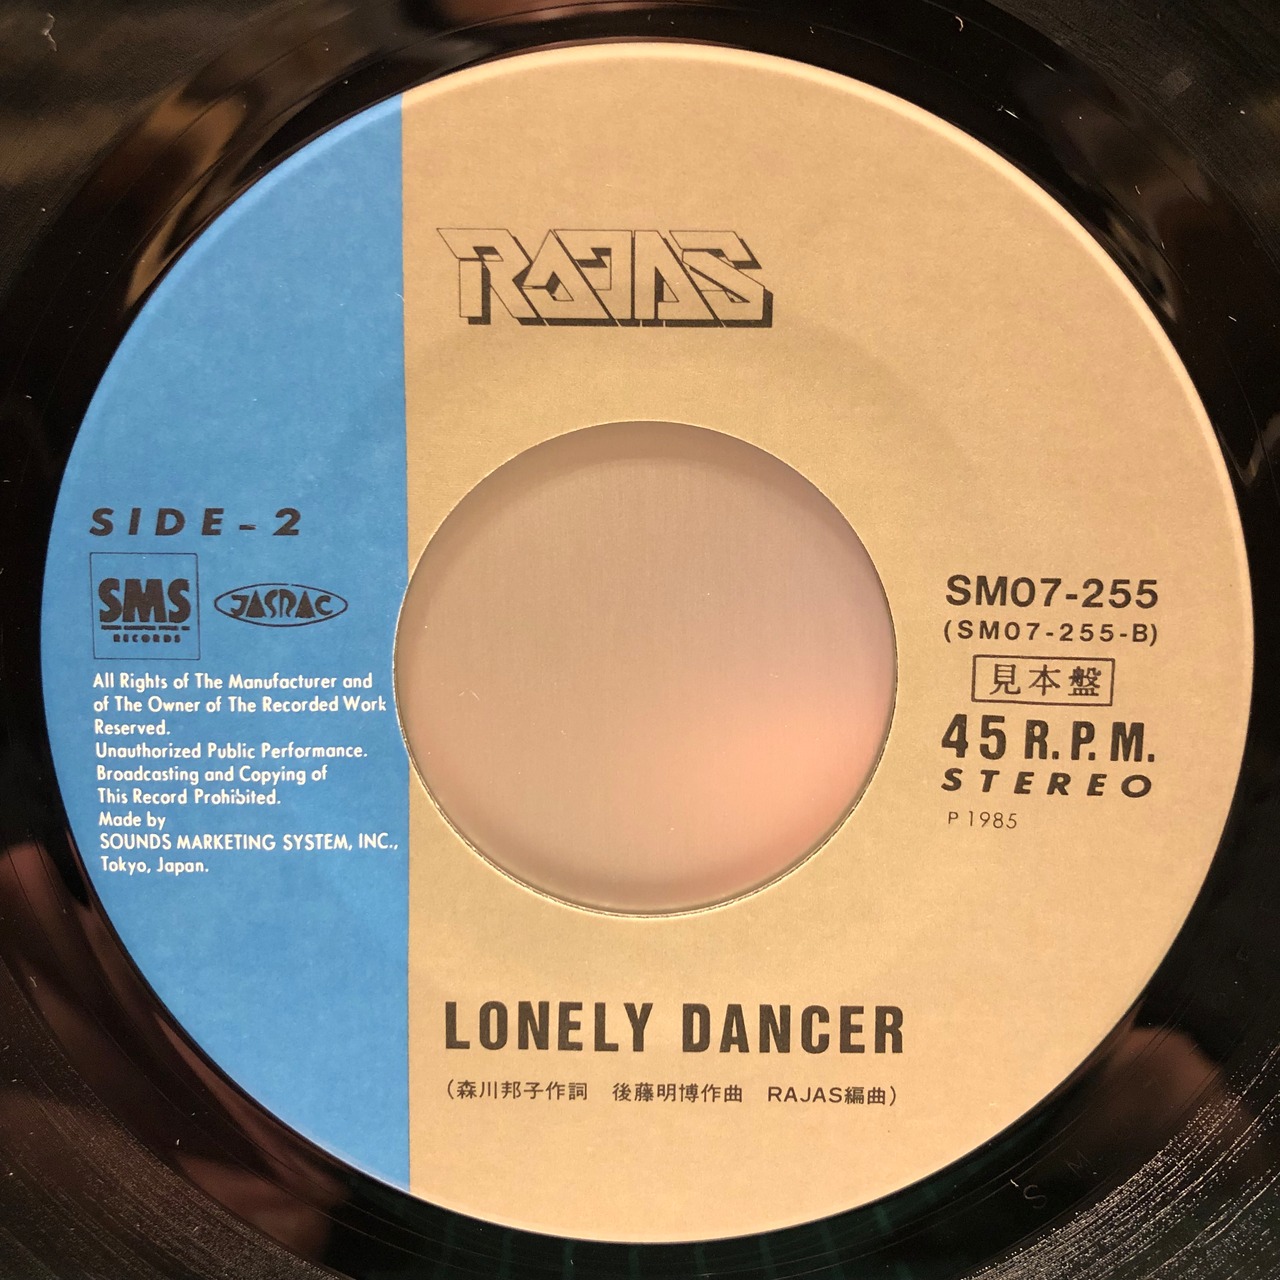 RAJAS
SIDE-2
SMS
RECORDS
JASRAC
All Rights of The Manufacturer and
of The Owner of The Recorded Work
Reserved.
Unauthorized Public Performance.
Broadcasting and Copying of
This Record Prohibited.
Made by
SOUNDS MARKETING SYSTEM, INC.,
Tokyo, Japan.
SM07-255
(SM07-255-B)
見本盤
45 R.P.M.
STEREO
P 1985
LONELY DANCER
(森川邦子作詞　後藤明博作曲　RAJAS編曲)